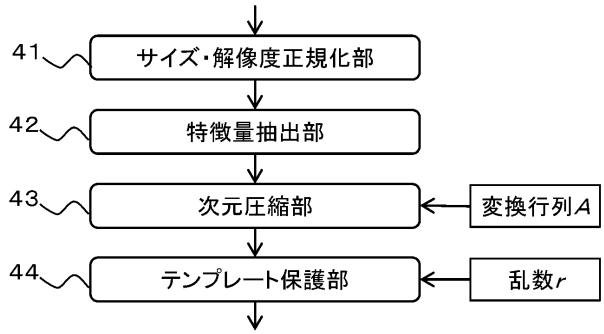 41
サイズ・解像度正規化部
42
特徴量抽出部
43
次元圧縮部
変換行列A
44
テンプレート保護部
乱数r